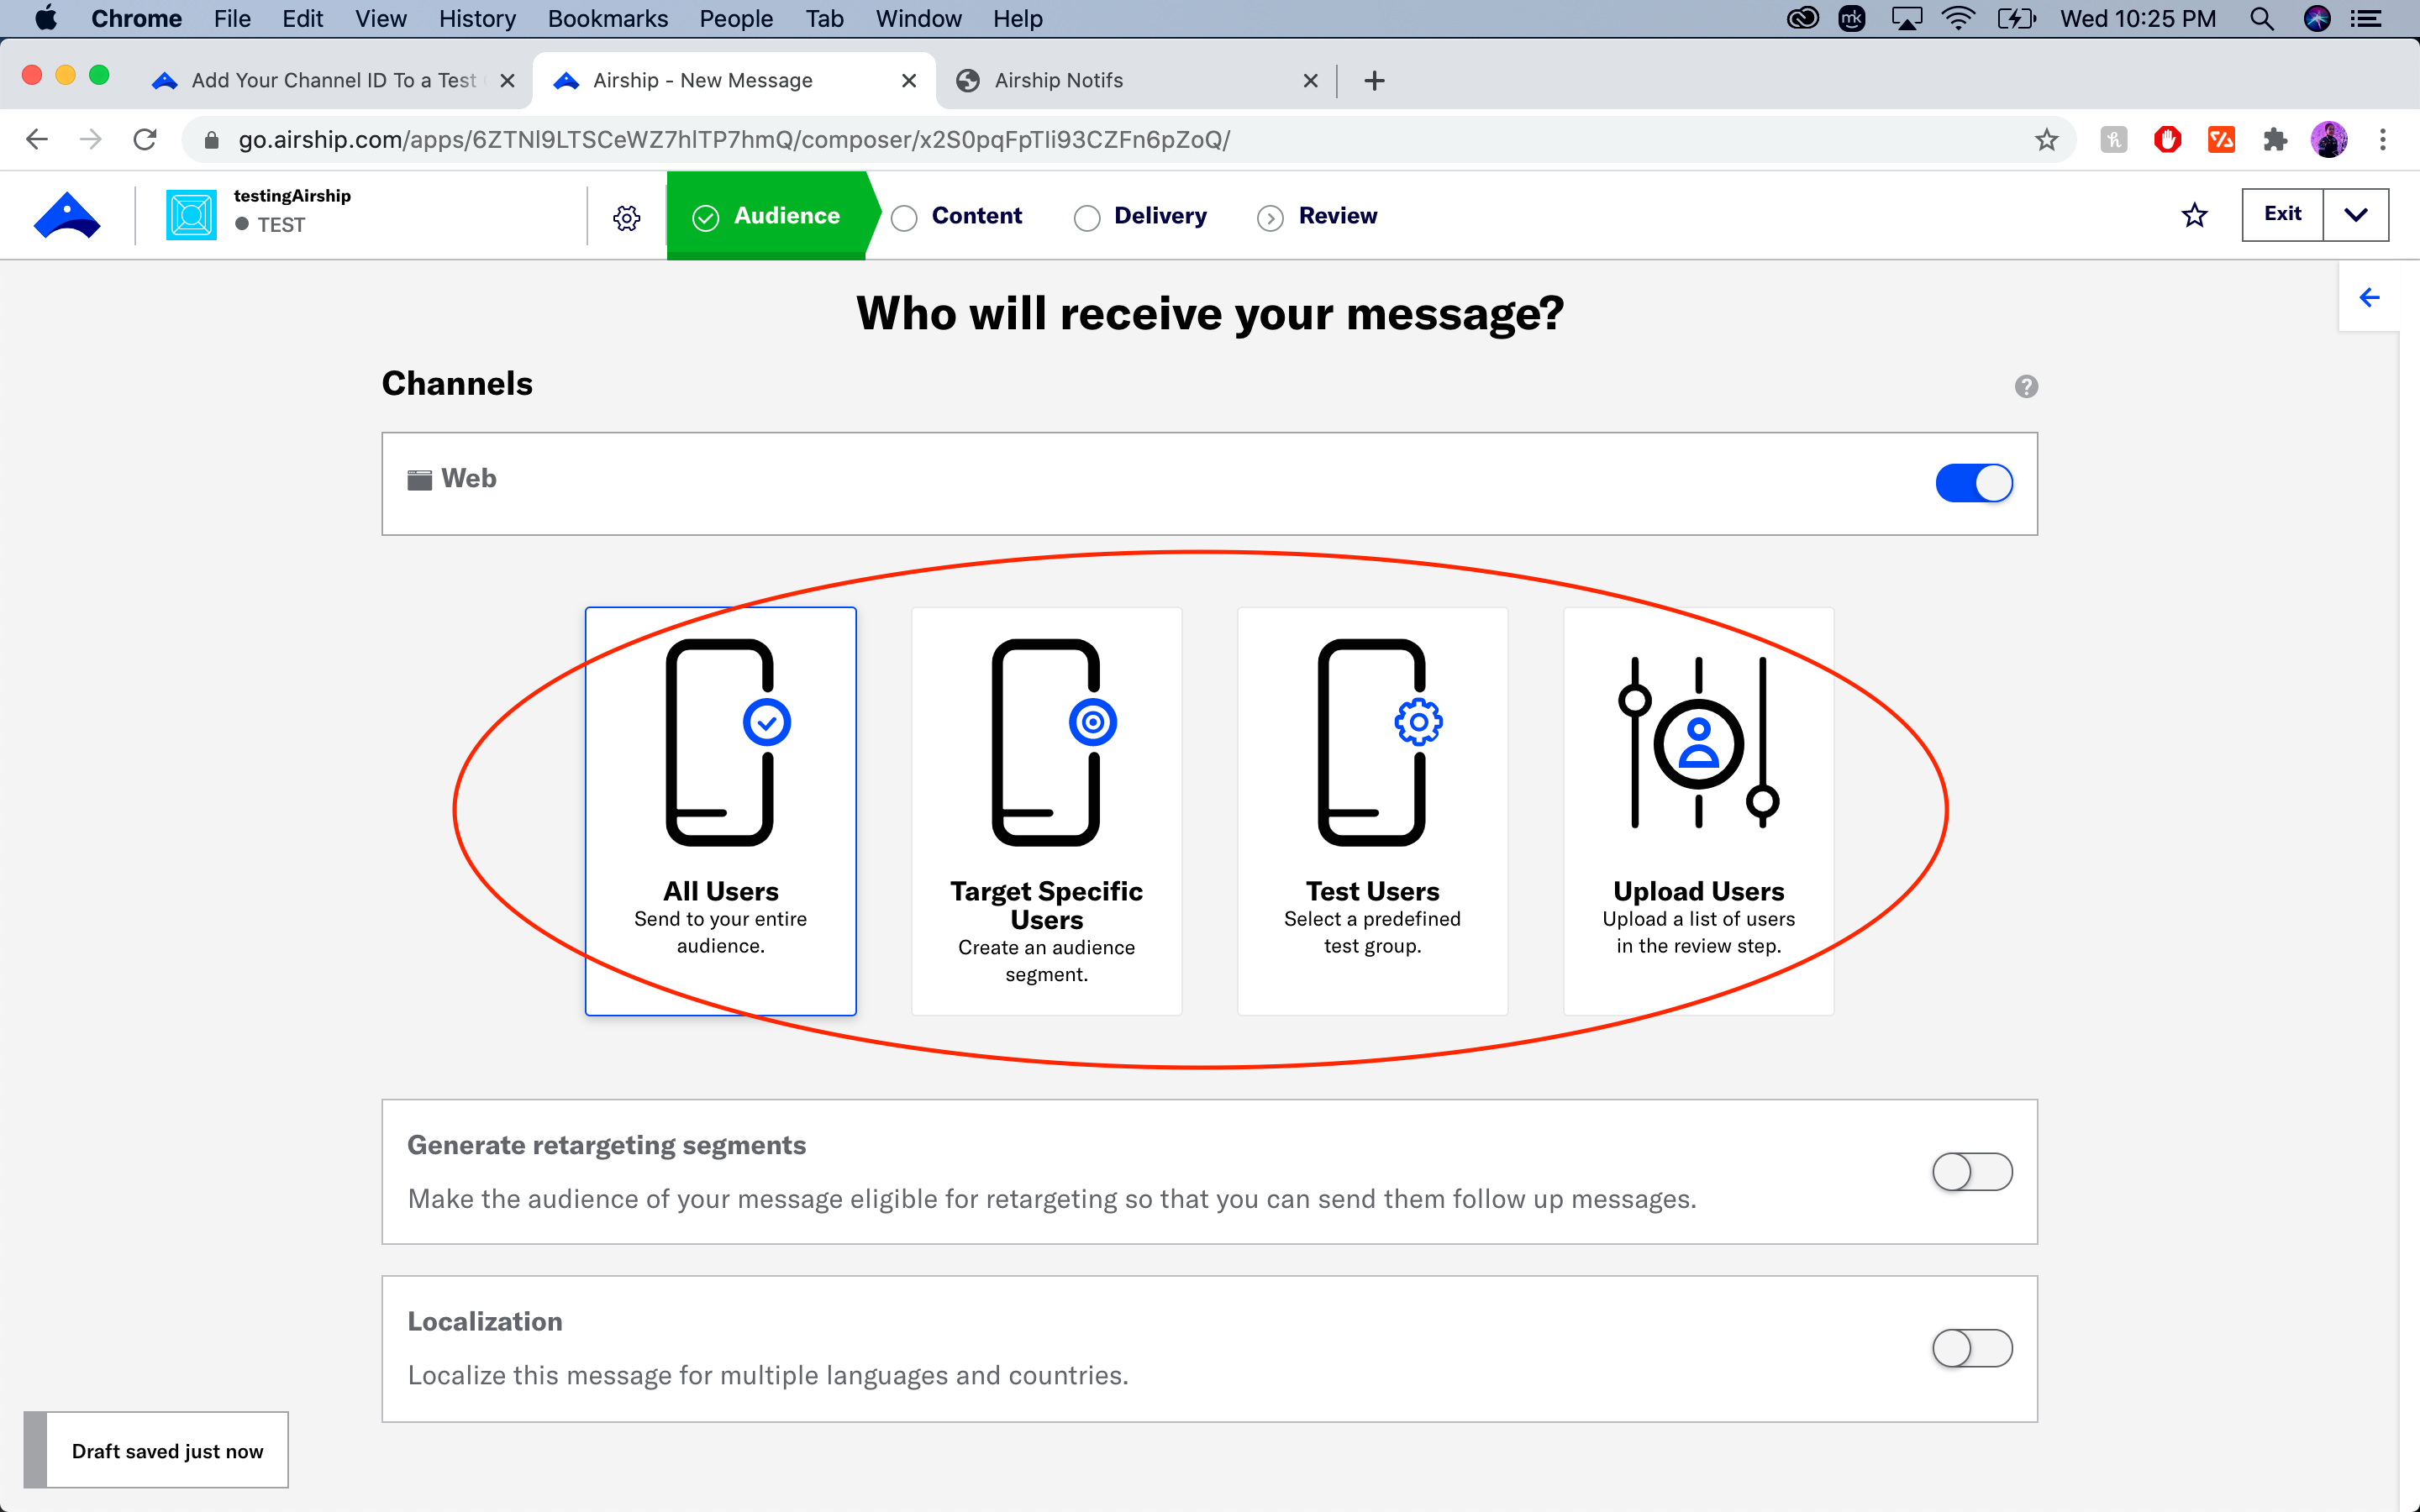 Chrome File Edit View History Bookmarks People Tab Window Help
mk
Wed 10:25 PM
Add Your Channel ID To a Test
Airship - New Message
Airship Notifs
go.airship.com/apps/6ZTNl9LTSCeWZ7hlTP7hmQ/composer/x2S0pqFpTli93CZFn6pZoQ/
testingAirship
TEST
Audience
Content
Delivery
Review
Exit
Who will receive your message?
Channels
?
Web
All Users
Send to your entire
audience.
Target Specific
Users
Create an audience
segment.
Test Users
Select a predefined
test group.
Upload Users
Upload a list of users
in the review step.
Generate retargeting segments
Make the audience of your message eligible for retargeting so that you can send them follow up messages.
Localization
Localize this message for multiple languages and countries.
Draft saved just now